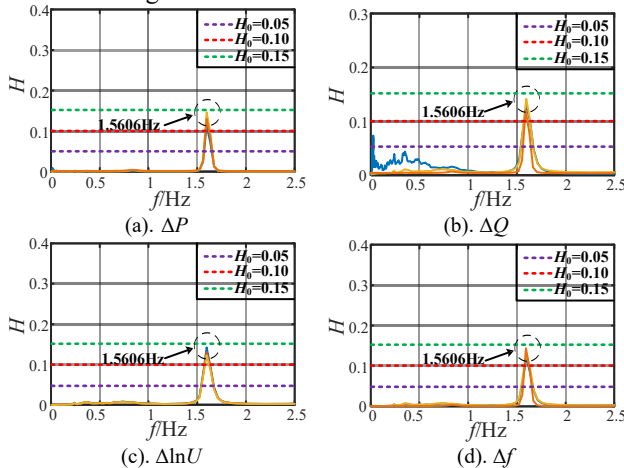 0.4
0.3
0.2
0.1
0
H
H₀=0.05
H₀=0.10
H₀=0.15
1.5606Hz
0 0.5 1 1.5 2 2.5
f/Hz
(a). ΔP
0.3
0.2
0.1
0
H
H₀=0.05
H₀=0.10
H₀=0.15
1.5606Hz
0 0.5 1 1.5 2 2.5
f/Hz
(b). ΔQ
0.4
0.3
0.2
0.1
0
H
H₀=0.05
H₀=0.10
H₀=0.15
1.5606Hz
0 0.5 1 1.5 2 2.5
f/Hz
(c). ΔlnU
0.4
0.3
0.2
0.1
0
H
H₀=0.05
H₀=0.10
H₀=0.15
1.5606Hz
0 0.5 1 1.5 2 2.5
f/Hz
(d). Δf